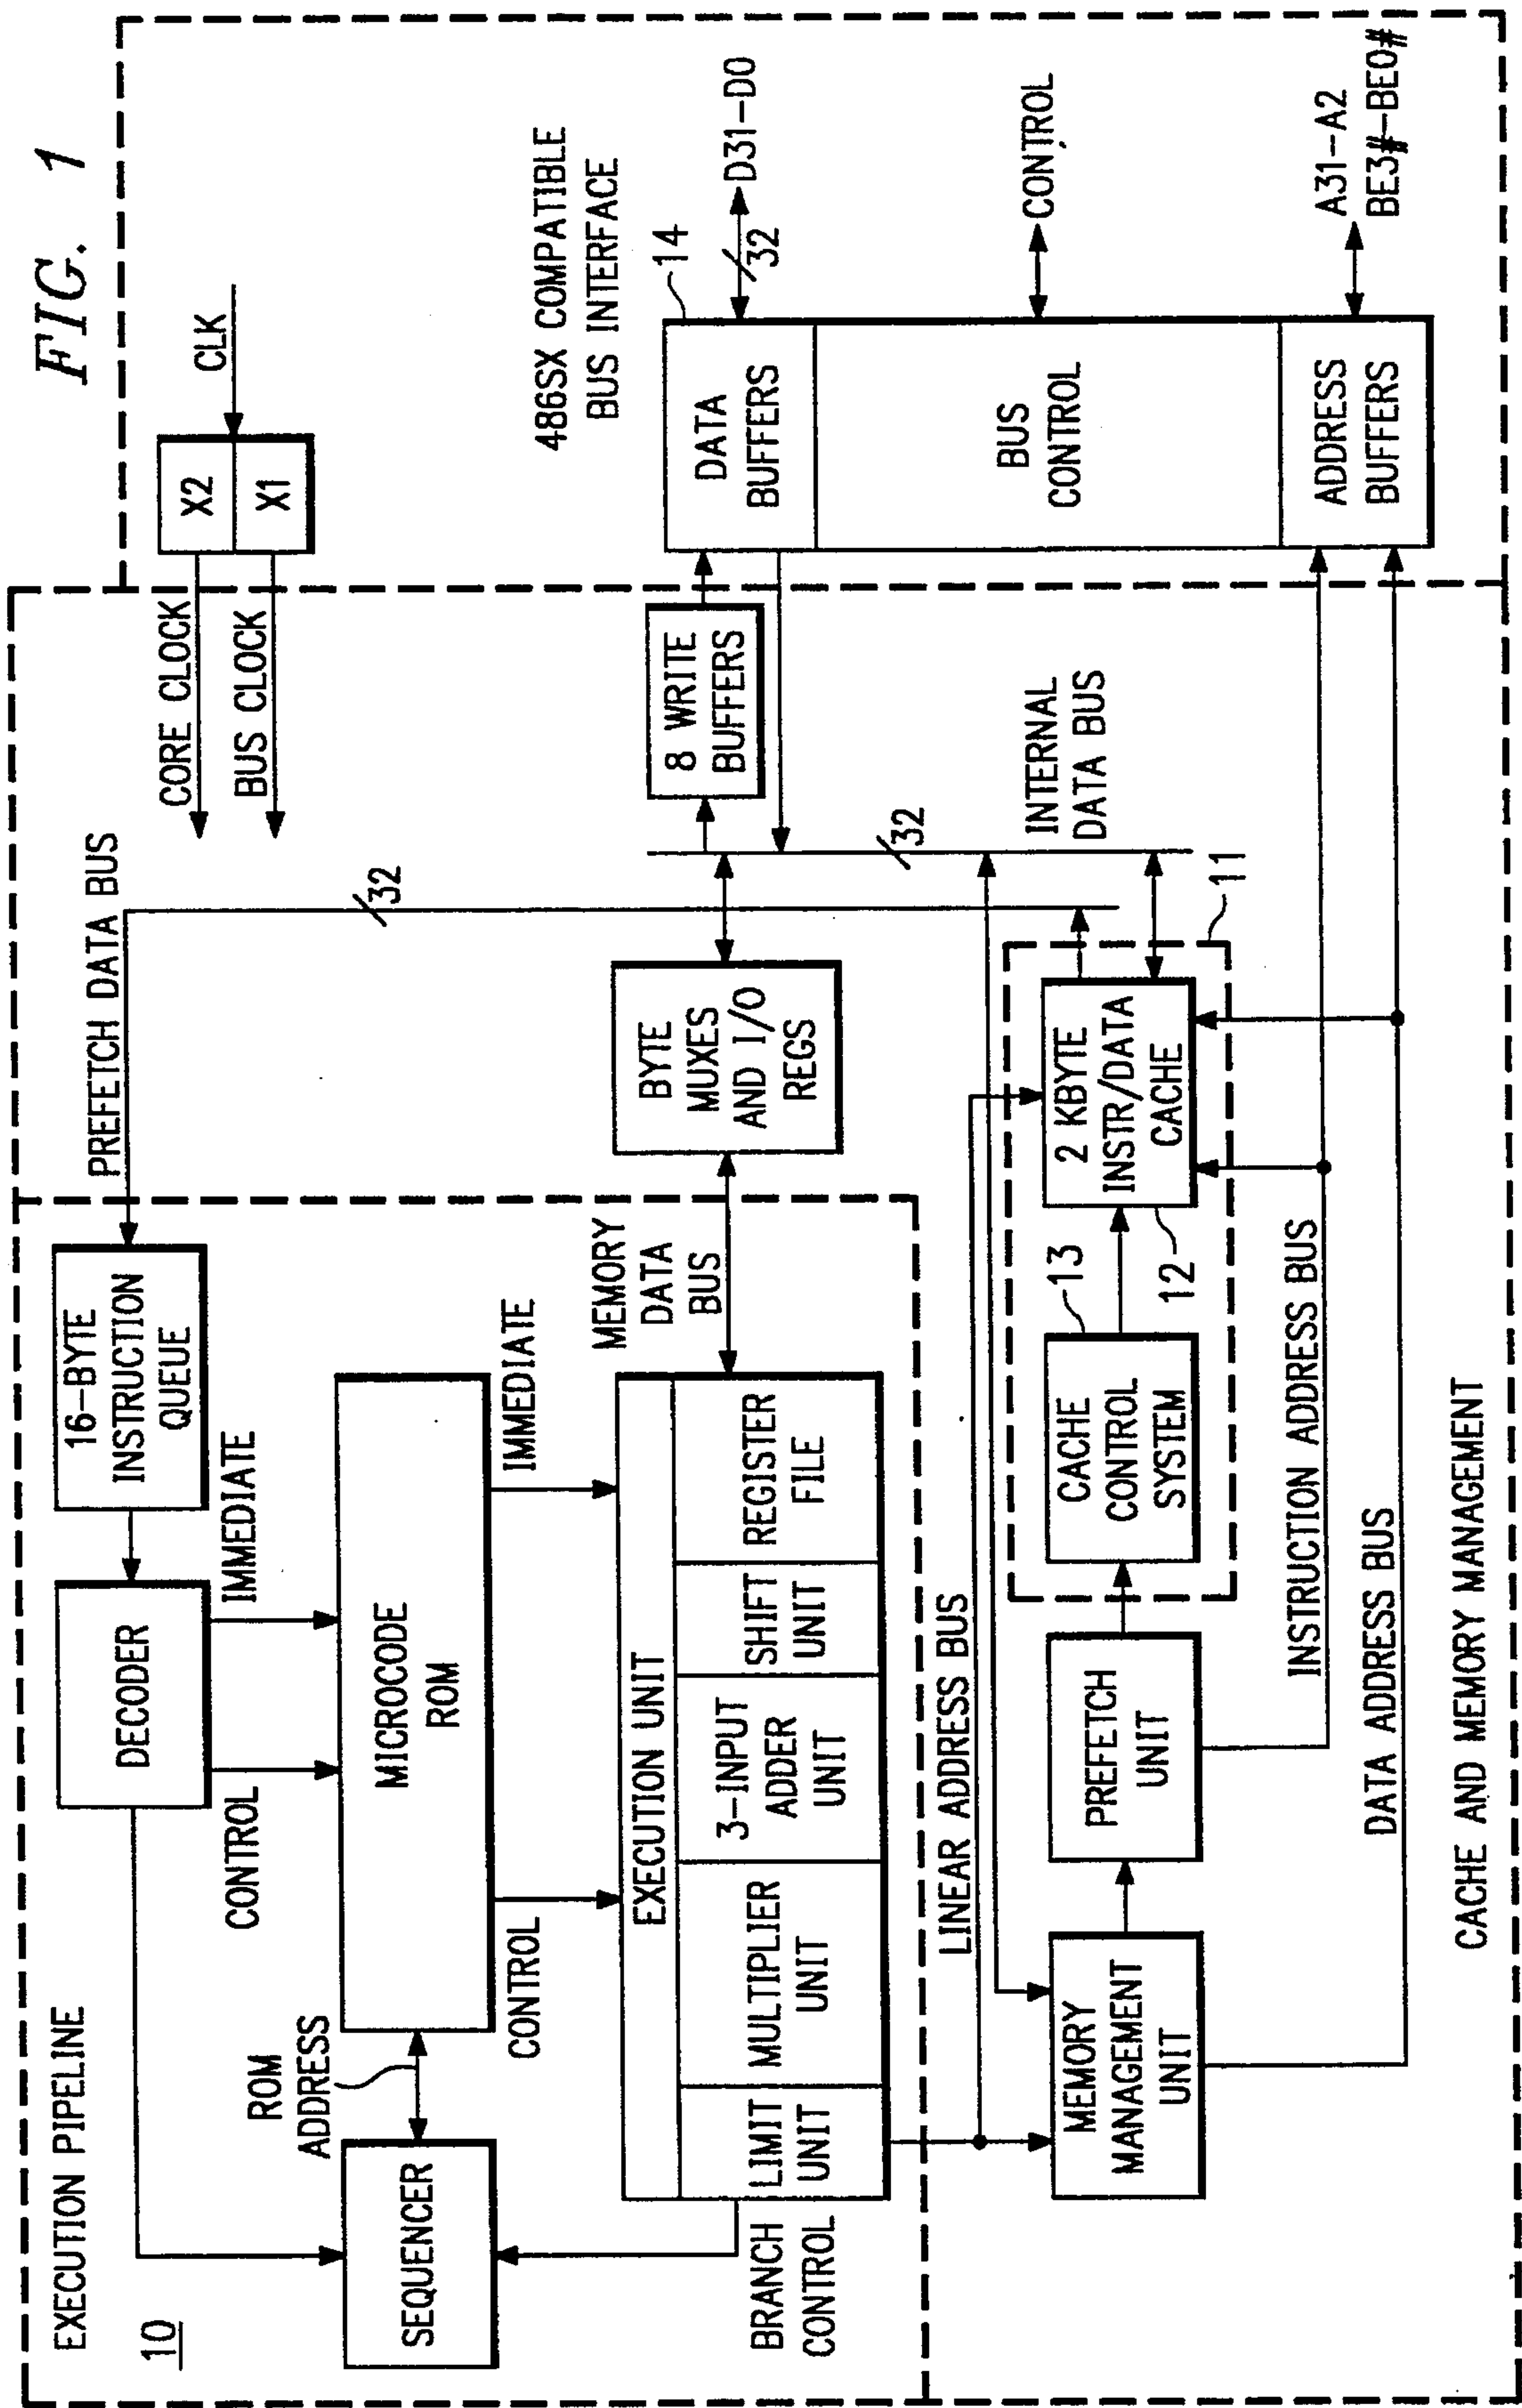 FIG. 1
EXECUTION PIPELINE
10
16-BYTE
INSTRUCTION
QUEUE
PREFETCH DATA BUS
32
CORE CLOCK
BUS CLOCK
X2
X1
CLK
DECODER
IMMEDIATE
CONTROL
SEQUENCER
ROM
ADDRESS
MICROCODE
ROM
CONTROL
IMMEDIATE
BRANCH
CONTROL
EXECUTION UNIT
LIMIT
UNIT
MULTIPLIER
UNIT
3-INPUT
ADDER
UNIT
SHIFT
UNIT
REGISTER
FILE
MEMORY
DATA
BUS
BYTE
MUXES
AND I/O
REGS
8 WRITE
BUFFERS
486SX COMPATIBLE
BUS INTERFACE
14
DATA
BUFFERS
32
D31-D0
BUS
CONTROL
CONTROL
ADDRESS
BUFFERS
A31-A2
BE3#-BE0#
32
INTERNAL
DATA BUS
LINEAR ADDRESS BUS
MEMORY
MANAGEMENT
UNIT
PREFETCH
UNIT
CACHE
CONTROL
SYSTEM
13
2 KBYTE
INSTR/DATA
CACHE
12
11
INSTRUCTION ADDRESS BUS
DATA ADDRESS BUS
CACHE AND MEMORY MANAGEMENT